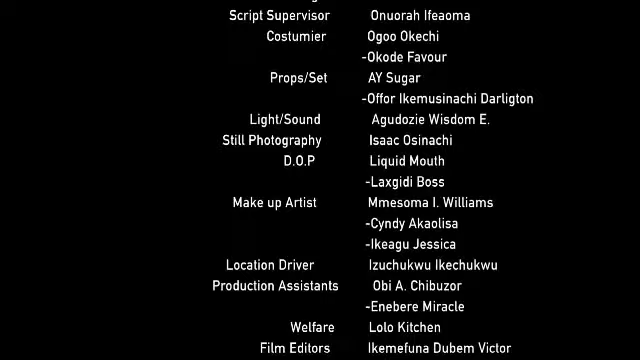 Script Supervisor Onuorah Ifeaoma
Costumier Ogoo Okechi
-Okode Favour
Props/Set AY Sugar
-Offor Ikemusinachi Darligton
Light/Sound Agudozie Wisdom E.
Still Photography Isaac Osinachi
D.O.P Liquid Mouth
-Laxgidi Boss
Make up Artist Mmesoma I. Williams
-Cyndy Akaolisa
-Ikeagu Jessica
Location Driver Izuchukwu Ikechukwu
Production Assistants Obi A. Chibuzor
-Enebere Miracle
Welfare Lolo Kitchen
Film Editors Ikemefuna Dubem Victor